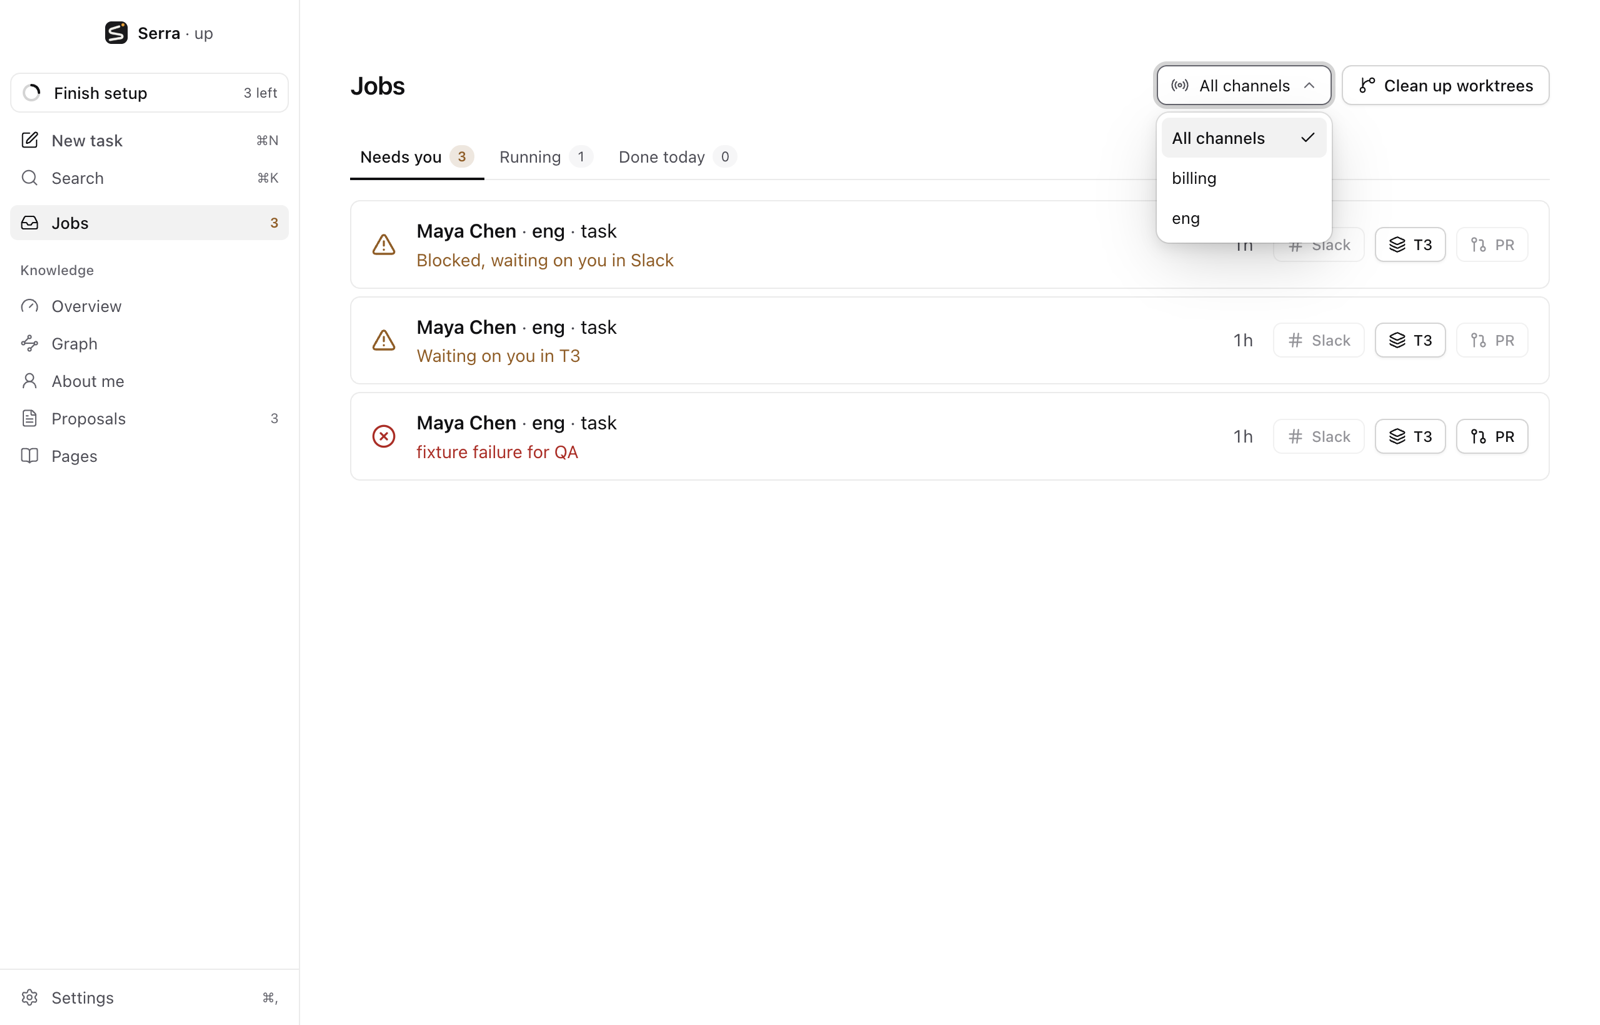 Serra · up
Finish setup 3 left
New task ⌘N
Search ⌘K
Jobs 3
Knowledge
Overview
Graph
About me
Proposals 3
Pages
Settings ⌘,
Jobs
All channels
Clean up worktrees
All channels
billing
eng
Needs you 3
Running 1
Done today 0
Maya Chen · eng · task
Blocked, waiting on you in Slack
1h # Slack T3 PR
Maya Chen · eng · task
Waiting on you in T3
1h # Slack T3 PR
Maya Chen · eng · task
fixture failure for QA
1h # Slack T3 PR